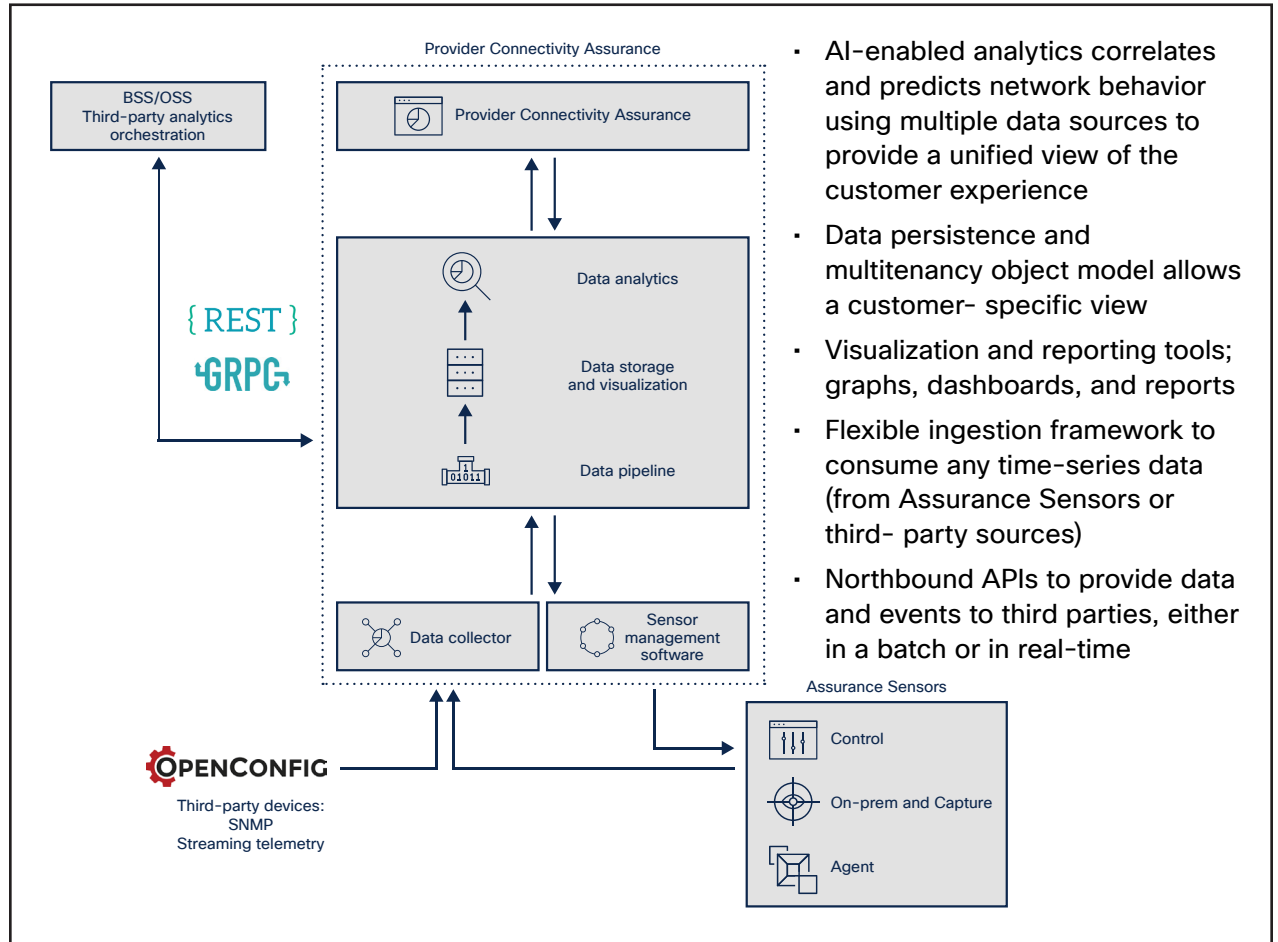 Provider Connectivity Assurance
BSS/OSS
Third-party analytics
orchestration
Provider Connectivity Assurance
Data analytics
{ REST }
GRPC
Data storage
and visualization
1
01011
Data pipeline
Data collector
Sensor
management
software
OPENCONFIG
Third-party devices:
SNMP
Streaming telemetry
Assurance Sensors
Control
On-prem and Capture
Agent
▪ AI-enabled analytics correlates
and predicts network behavior
using multiple data sources to
provide a unified view of the
customer experience
▪ Data persistence and
multitenancy object model allows
a customer- specific view
▪ Visualization and reporting tools;
graphs, dashboards, and reports
▪ Flexible ingestion framework to
consume any time-series data
(from Assurance Sensors or
third- party sources)
▪ Northbound APIs to provide data
and events to third parties, either
in a batch or in real-time